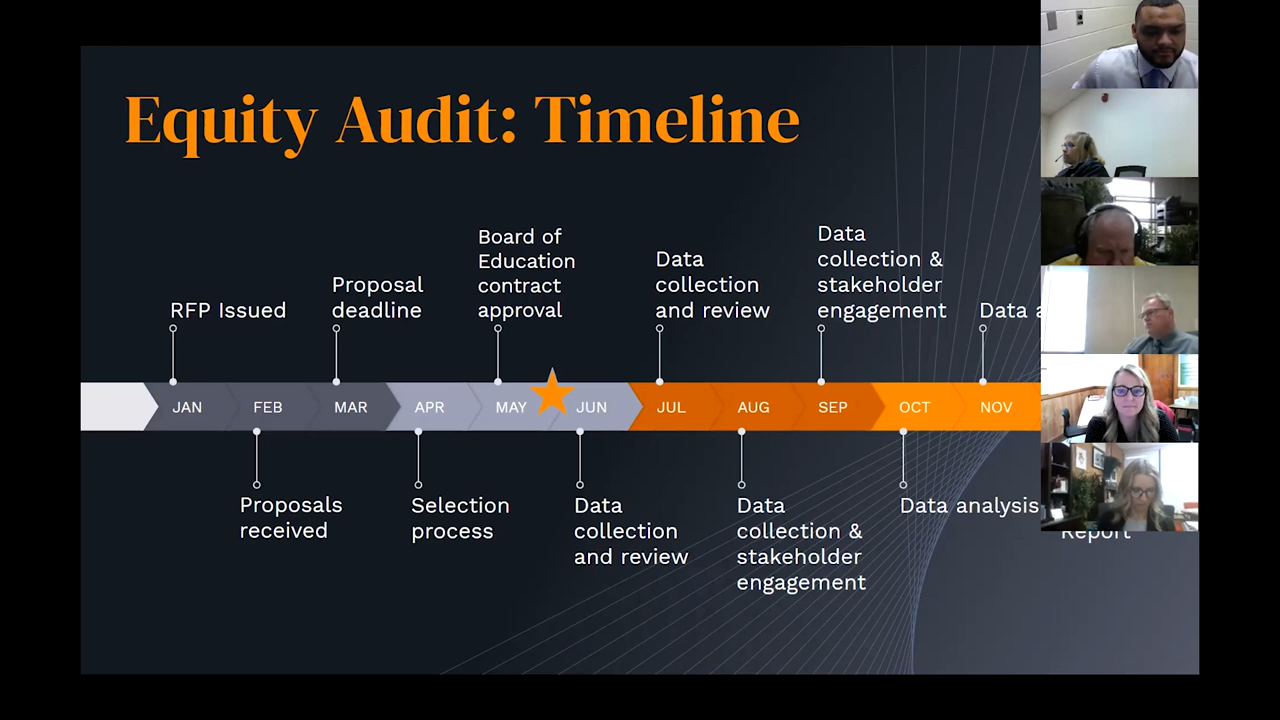 Equity Audit: Timeline
RFP Issued
Proposal
deadline
Board of
Education
contract
approval
Data
collection
and review
Data
collection &
stakeholder
engagement
Data
JAN
FEB
MAR
APR
MAY
JUN
JUL
AUG
SEP
OCT
NOV
Proposals
received
Selection
process
Data
collection
and review
Data
collection &
stakeholder
engagement
Data analysis
Report